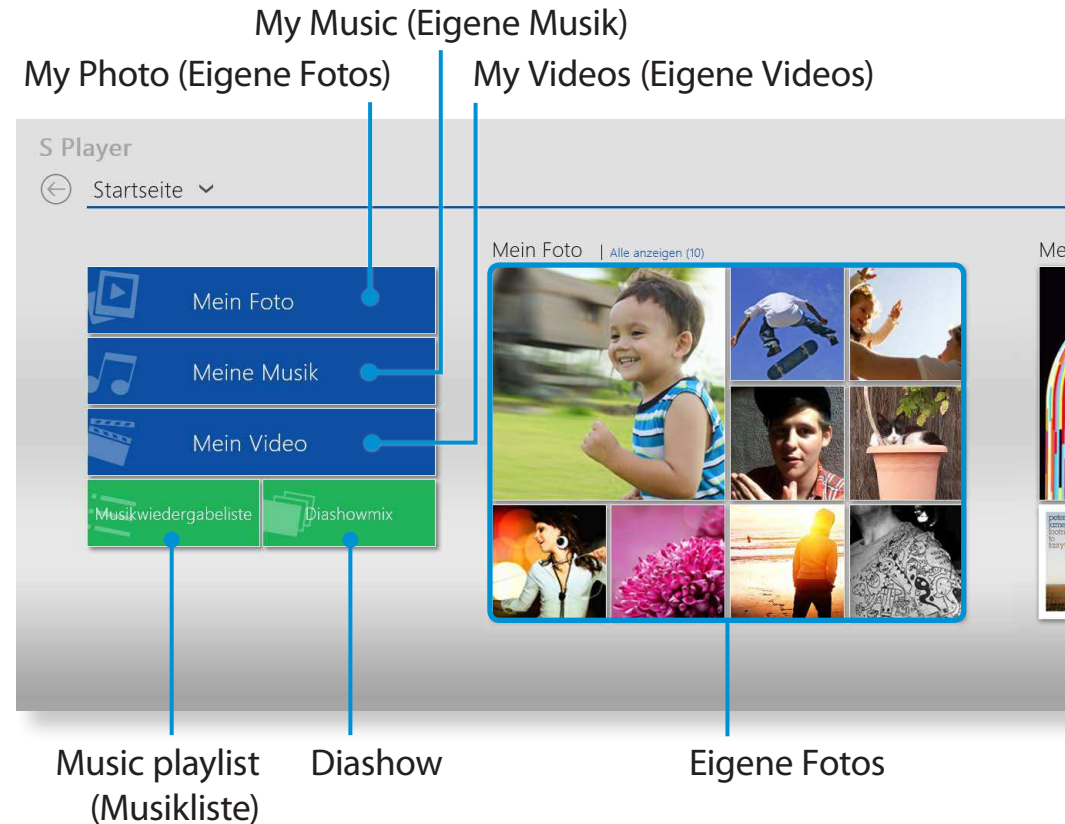 My Music (Eigene Musik)
My Photo (Eigene Fotos)
My Videos (Eigene Videos)
S Player
Startseite
Mein Foto | Alle anzeigen (10)
Me
Mein Foto
Meine Musik
Mein Video
Musikwiedergabeliste
Diashowmix
Music playlist
(Musikliste)
Diashow
Eigene Fotos